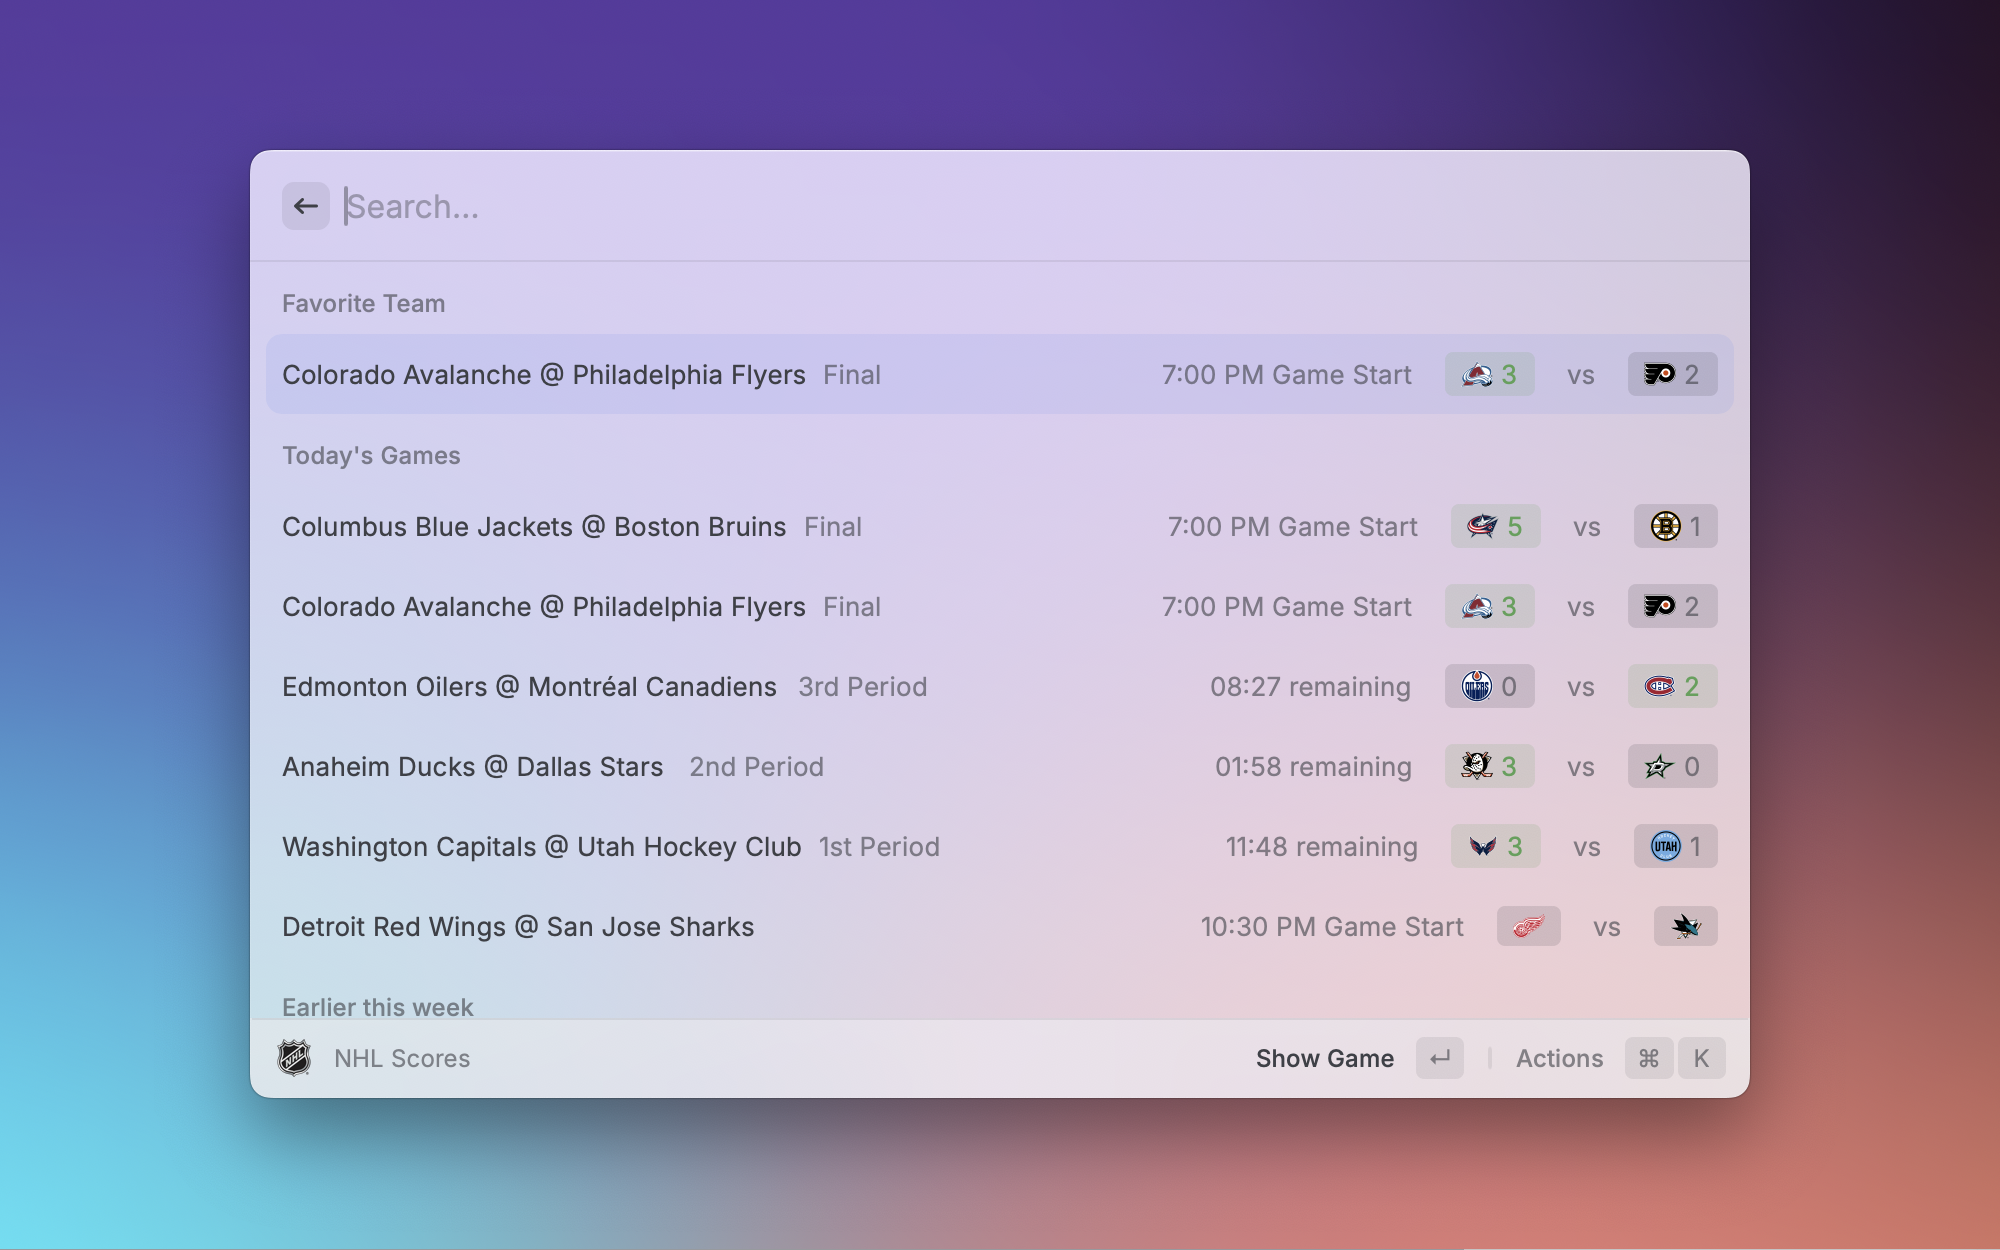 Search...
Favorite Team
Colorado Avalanche @ Philadelphia Flyers Final 7:00 PM Game Start 3 vs 2
Today's Games
Columbus Blue Jackets @ Boston Bruins Final 7:00 PM Game Start 5 vs B 1
Colorado Avalanche @ Philadelphia Flyers Final 7:00 PM Game Start 3 vs 2
Edmonton Oilers @ Montréal Canadiens 3rd Period 08:27 remaining OILERS 0 vs 2
Anaheim Ducks @ Dallas Stars 2nd Period 01:58 remaining 3 vs 0
Washington Capitals @ Utah Hockey Club 1st Period 11:48 remaining 3 vs UTAH 1
Detroit Red Wings @ San Jose Sharks 10:30 PM Game Start vs
Earlier this week
NHL NHL Scores Show Game ↵ Actions ⌘ K